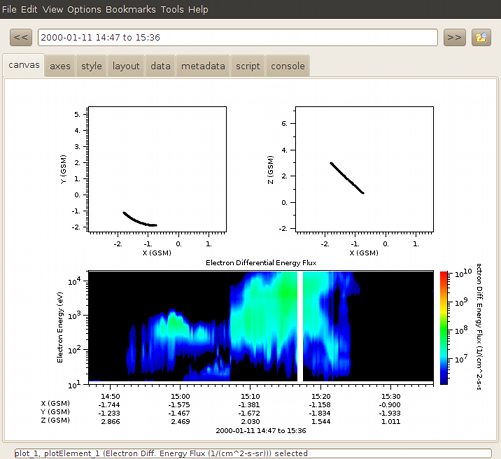 File Edit View Options Bookmarks Tools Help
<< 2000-01-11 14:47 to 15:36 >>
canvas axes style layout data metadata script console
5.
4.
3.
2.
1.
0.
-1.
-2.
Y (GSM)
-2. -1. 0. 1.
X (GSM)
6.
4.
2.
0.
-2.
Z (GSM)
-2. -1. 0. 1.
X (GSM)
Electron Differential Energy Flux
10^4
10^3
10^2
10^1
Electron Energy (eV)
10^10
10^9
10^8
10^7
ectron Diff. Energy Flux (1/(cm^2-s-s
14:50 15:00 15:10 15:20 15:30
X (GSM) -1.744 -1.575 -1.381 -1.158 -0.900
Y (GSM) -1.233 -1.467 -1.672 -1.834 -1.933
Z (GSM) 2.866 2.469 2.030 1.544 1.011
2000-01-11 14:47 to 15:36
plot_1, plotElement_1 (Electron Diff. Energy Flux (1/(cm^2-s-sr))) selected